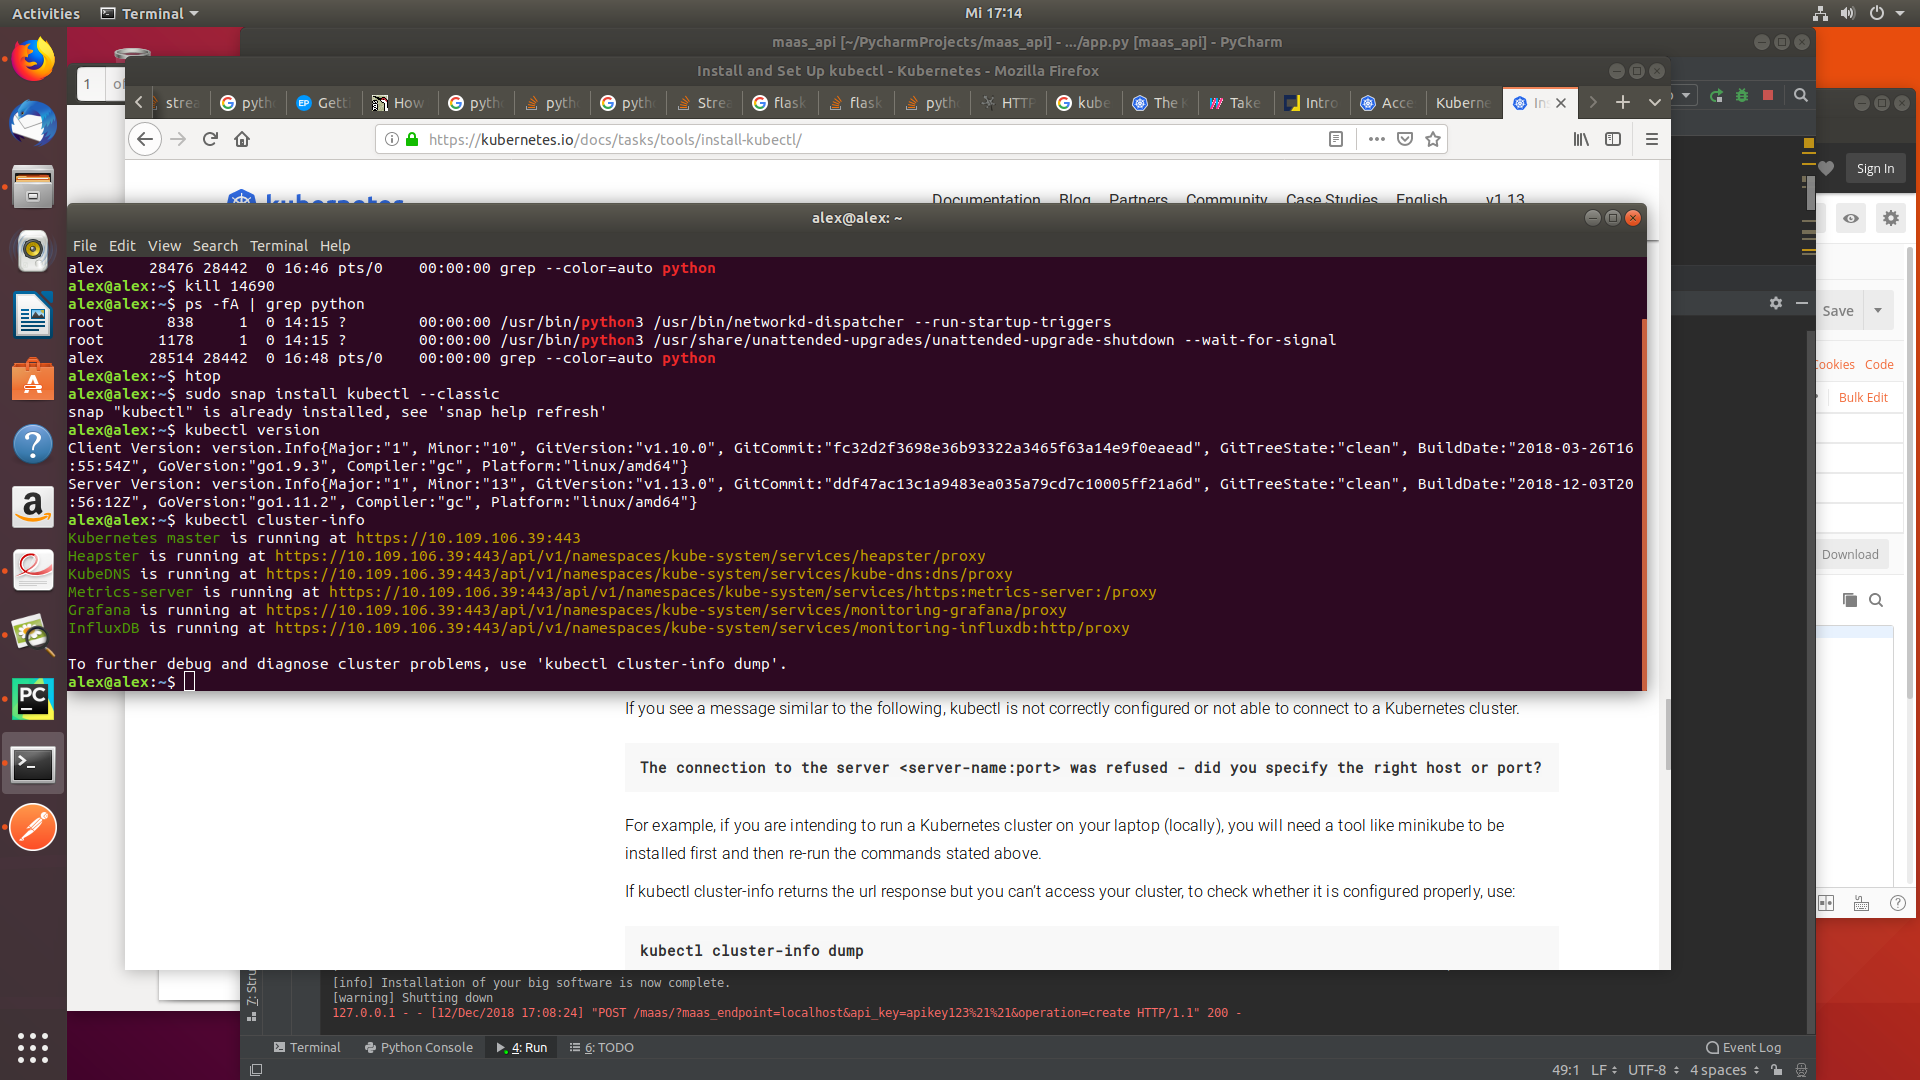 Activities
Terminal
Mi 17:14
maas_api [~/PycharmProjects/maas_api] - .../app.py [maas_api] - PyCharm
1
of
Install and Set Up kubectl - Kubernetes - Mozilla Firefox
strea
pyth
EP Getti
How
pyth
pyth
pyth
Strea
flask
flask
pyth
HTTP
kube
The K
Take
Intro
Acce
Kuberne
Ins
https://kubernetes.io/docs/tasks/tools/install-kubectl/
Sign In
kubernetes
Documentation Blog Partners Community Case Studies English v1.13
alex@alex: ~
File Edit View Search Terminal Help
alex 28476 28442 0 16:46 pts/0 00:00:00 grep --color=auto python
alex@alex:~$ kill 14690
alex@alex:~$ ps -fA | grep python
root 838 1 0 14:15 ? 00:00:00 /usr/bin/python3 /usr/bin/networkd-dispatcher --run-startup-triggers
root 1178 1 0 14:15 ? 00:00:00 /usr/bin/python3 /usr/share/unattended-upgrades/unattended-upgrade-shutdown --wait-for-signal
alex 28514 28442 0 16:48 pts/0 00:00:00 grep --color=auto python
alex@alex:~$ htop
alex@alex:~$ sudo snap install kubectl --classic
snap "kubectl" is already installed, see 'snap help refresh'
alex@alex:~$ kubectl version
Client Version: version.Info{Major:"1", Minor:"10", GitVersion:"v1.10.0", GitCommit:"fc32d2f3698e36b93322a3465f63a14e9f0eaead", GitTreeState:"clean", BuildDate:"2018-03-26T16
:55:54Z", GoVersion:"go1.9.3", Compiler:"gc", Platform:"linux/amd64"}
Server Version: version.Info{Major:"1", Minor:"13", GitVersion:"v1.13.0", GitCommit:"ddf47ac13c1a9483ea035a79cd7c10005ff21a6d", GitTreeState:"clean", BuildDate:"2018-12-03T20
:56:12Z", GoVersion:"go1.11.2", Compiler:"gc", Platform:"linux/amd64"}
alex@alex:~$ kubectl cluster-info
Kubernetes master is running at https://10.109.106.39:443
Heapster is running at https://10.109.106.39:443/api/v1/namespaces/kube-system/services/heapster/proxy
KubeDNS is running at https://10.109.106.39:443/api/v1/namespaces/kube-system/services/kube-dns:dns/proxy
Metrics-server is running at https://10.109.106.39:443/api/v1/namespaces/kube-system/services/https:metrics-server:/proxy
Grafana is running at https://10.109.106.39:443/api/v1/namespaces/kube-system/services/monitoring-grafana/proxy
InfluxDB is running at https://10.109.106.39:443/api/v1/namespaces/kube-system/services/monitoring-influxdb:http/proxy
To further debug and diagnose cluster problems, use 'kubectl cluster-info dump'.
alex@alex:~$
Save
Cookies Code
Bulk Edit
Download
If you see a message similar to the following, kubectl is not correctly configured or not able to connect to a Kubernetes cluster.
The connection to the server <server-name:port> was refused - did you specify the right host or port?
For example, if you are intending to run a Kubernetes cluster on your laptop (locally), you will need a tool like minikube to be
installed first and then re-run the commands stated above.
If kubectl cluster-info returns the url response but you can't access your cluster, to check whether it is configured properly, use:
kubectl cluster-info dump
7: Stru
[info] Installation of your big software is now complete.
[warning] Shutting down
127.0.0.1 - - [12/Dec/2018 17:08:24] "POST /maas/?maas_endpoint=localhost&api_key=apikey123%21%21&operation=create HTTP/1.1" 200 -
Terminal
Python Console
4: Run
6: TODO
Event Log
49:1 LF UTF-8 4 spaces